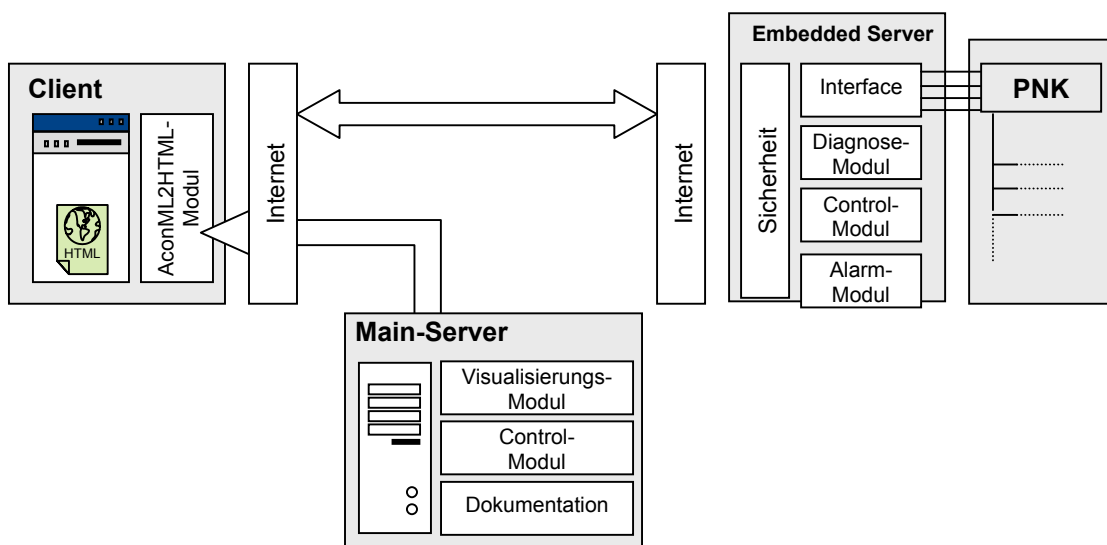 Client
HTML
AconML2HTML-
Modul
Internet
Internet
Embedded Server
Sicherheit
Interface
Diagnose-
Modul
Control-
Modul
Alarm-
Modul
PNK
Main-Server
Visualisierungs-
Modul
Control-
Modul
Dokumentation